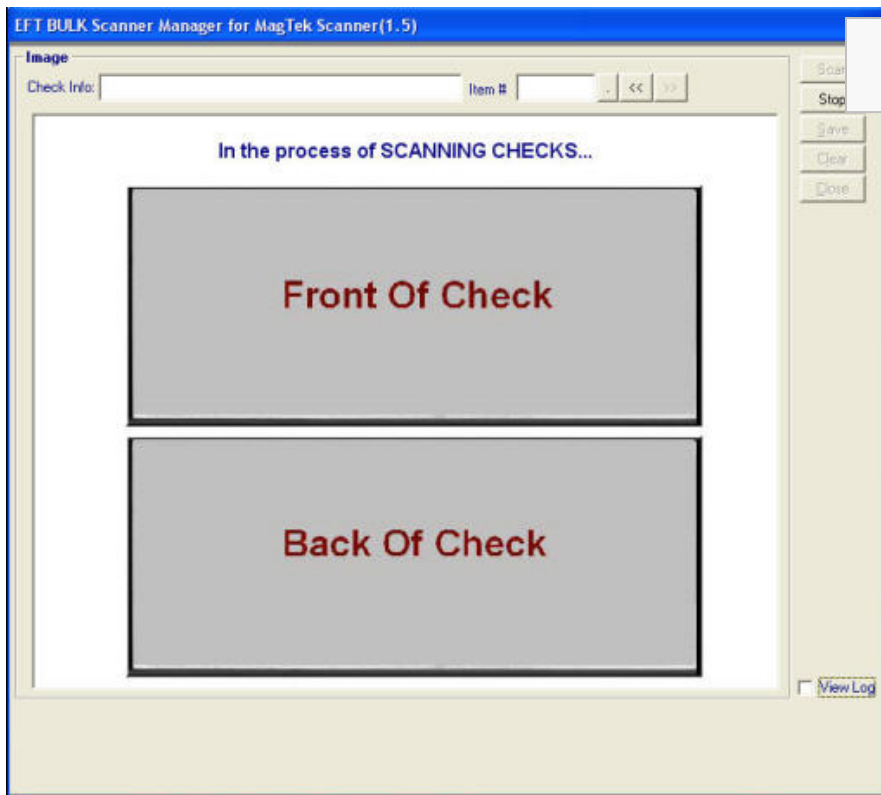 EFT BULK Scanner Manager for MagTek Scanner(1.5)
Image
Check Info:
Item #
. << >>
Stop
Save
Clear
Close
In the process of SCANNING CHECKS...
Front Of Check
Back Of Check
View Log